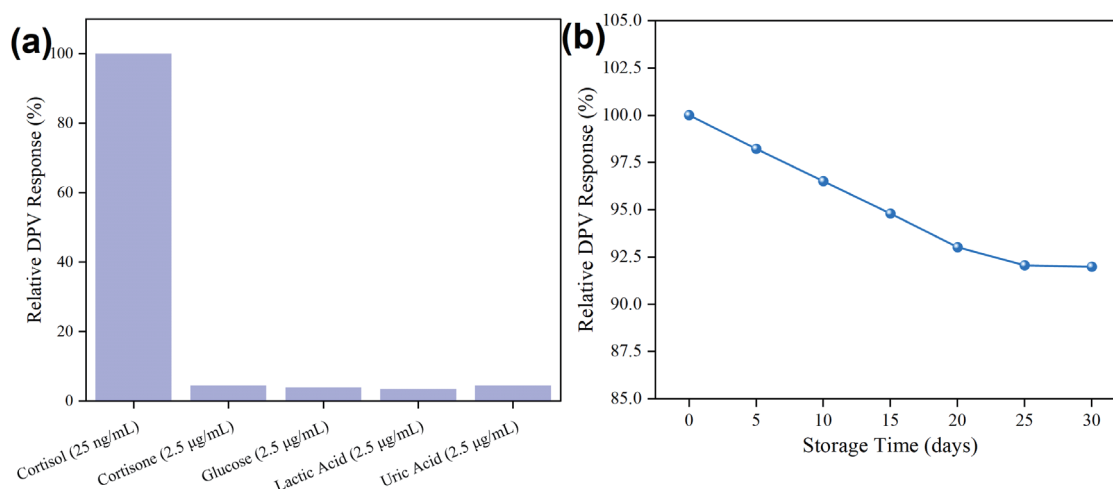 (a)
Relative DPV Response (%)
100
80
60
40
20
0
Cortisol (25 ng/mL)
Cortisone (2.5 μg/mL)
Glucose (2.5 μg/mL)
Lactic Acid (2.5 μg/mL)
Uric Acid (2.5 μg/mL)
(b)
Relative DPV Response (%)
105.0
102.5
100.0
97.5
95.0
92.5
90.0
87.5
85.0
0 5 10 15 20 25 30
Storage Time (days)